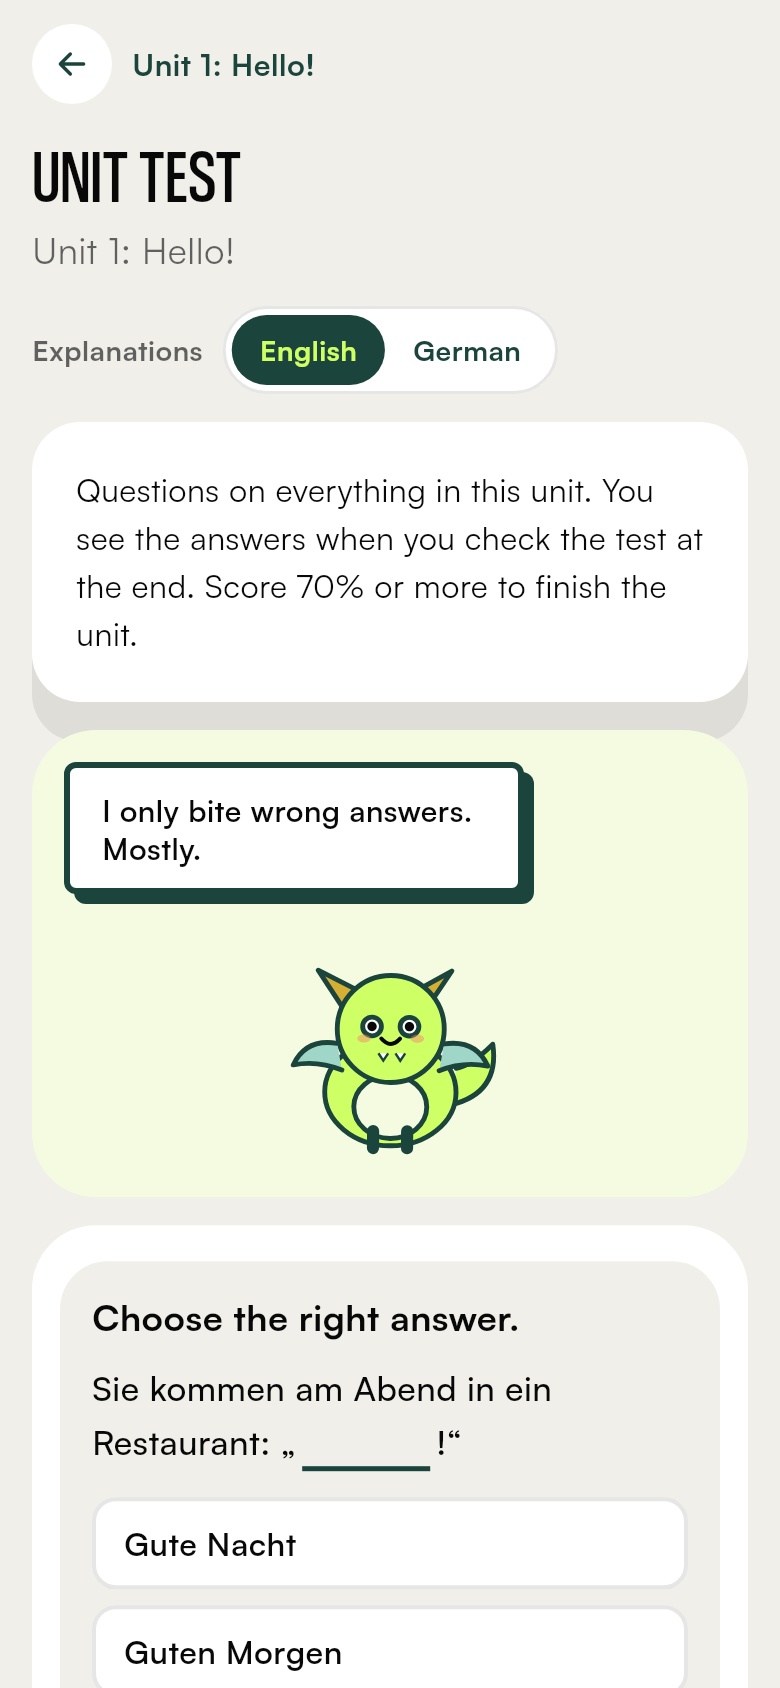 Unit 1: Hello!
UNIT TEST
Unit 1: Hello!
Explanations
English
German
Questions on everything in this unit. You
see the answers when you check the test at
the end. Score 70% or more to finish the
unit.
I only bite wrong answers.
Mostly.
Choose the right answer.
Sie kommen am Abend in ein
Restaurant: „ ______ !“
Gute Nacht
Guten Morgen